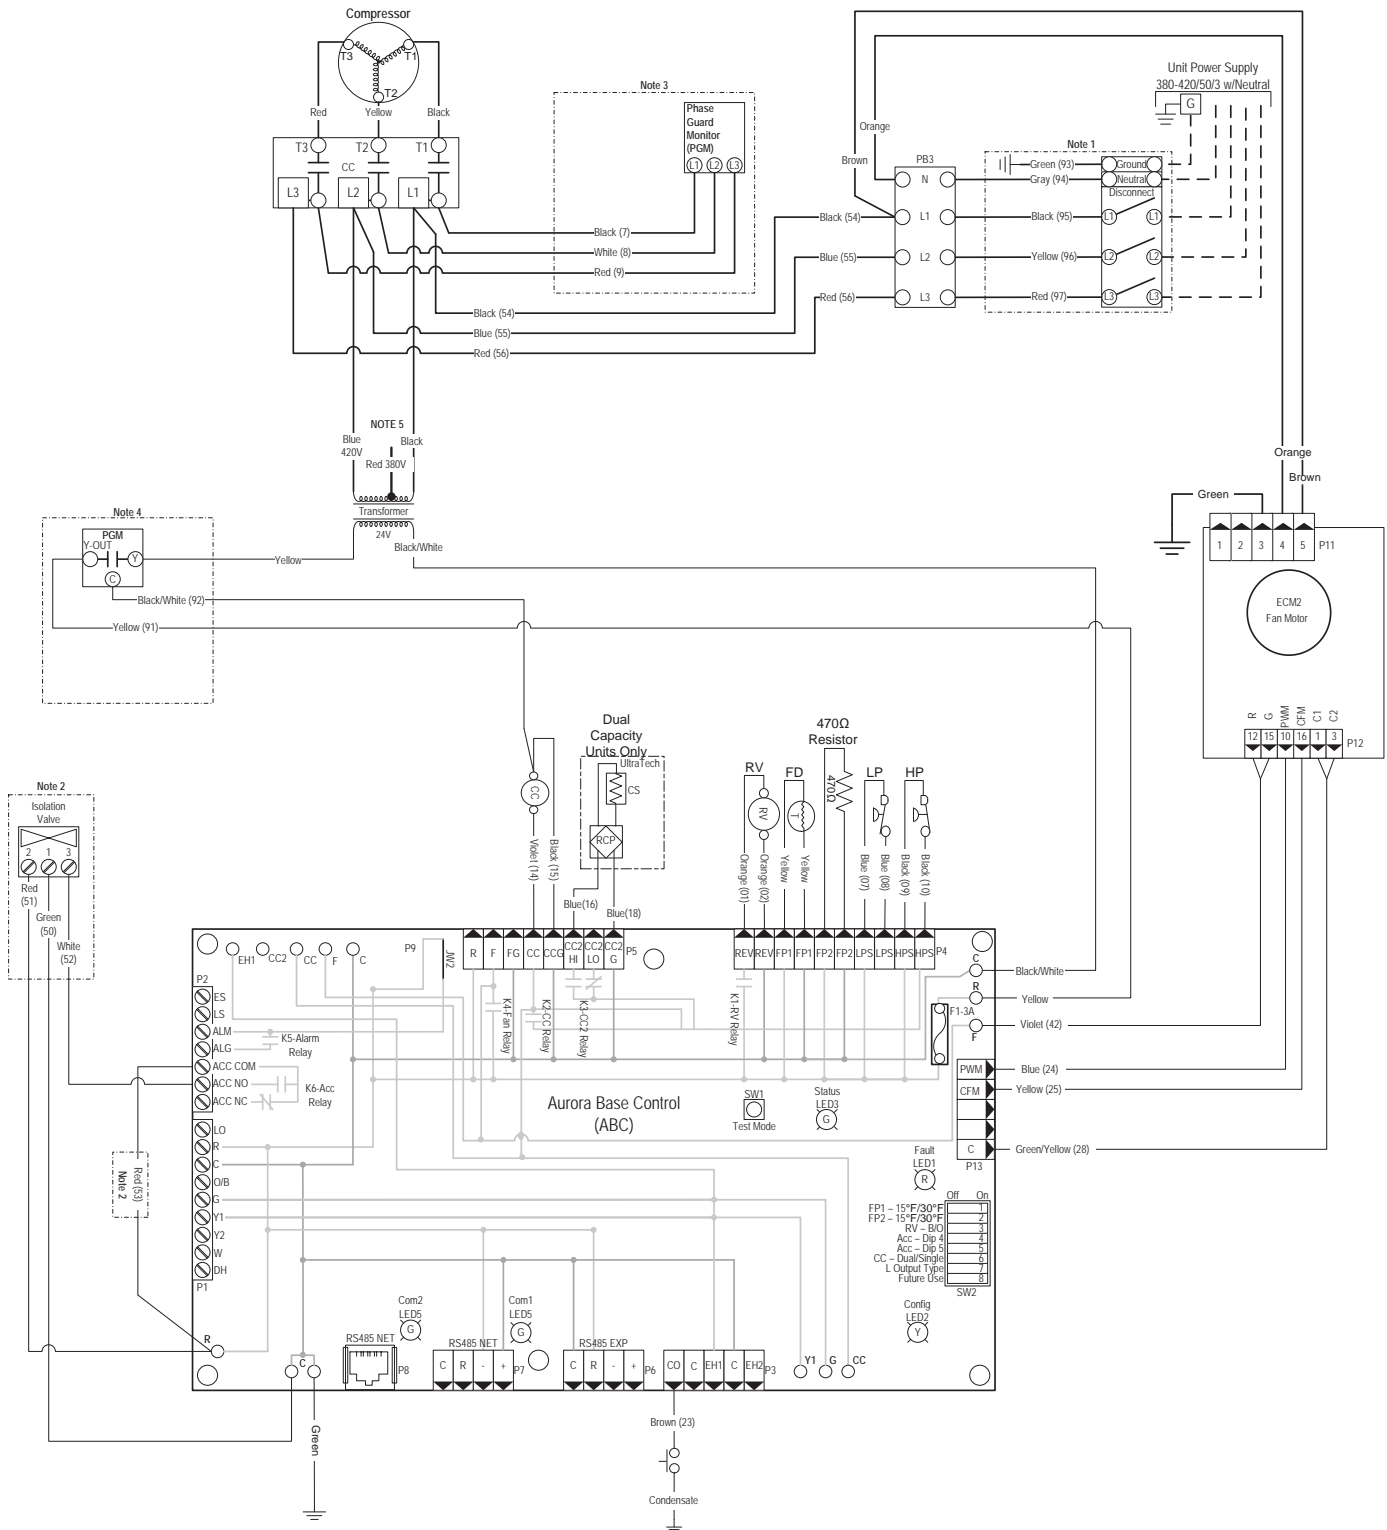 Compressor
T3
T1
T2
Red
Yellow
Black
T3
T2
T1
CC
L3
L2
L1
Note 3
Phase
Guard
Monitor
(PGM)
L1
L2
L3
Black (7)
White (8)
Red (9)
Black (54)
Blue (55)
Red (56)
Black (54)
Blue (55)
Red (56)
Orange
Brown
PB3
N
L1
L2
L3
Unit Power Supply
380-420/50/3 w/Neutral
G
Note 1
Green (93)
Ground
Gray (94)
Neutral
Disconnect
Black (95)
L1
L1
Yellow (96)
L2
L2
Red (97)
L3
L3
NOTE 5
Blue
420V
Black
Red 380V
Transformer
24V
Black/White
Yellow
Note 4
PGM
Y-OUT
Y
C
Black/White (92)
Yellow (91)
Orange
Brown
Green
1
2
3
4
5
P11
ECM2
Fan Motor
R
G
PWM
CFM
C1
C2
12
15
10
16
1
3
P12
Note 2
Isolation
Valve
2
1
3
Red
(51)
Green
(50)
White
(52)
CC
Violet (14)
Black (15)
Dual
Capacity
Units Only
UltraTech
CS
RCP
Blue(16)
Blue(18)
RV
RV
Orange (01)
Orange (02)
FD
T
Yellow
Yellow
470Ω
Resistor
470Ω
LP
HP
Blue (07)
Blue (08)
Black (09)
Black (10)
EH1
CC2
CC
F
C
P9
JW2
R
F
FG
CC
CCG
CC2
HI
CC2
LO
CC2
G
P5
REV
REV
FP1
FP1
FP2
FP2
LPS
LPS
HPS
HPS
P4
C
Black/White
R
Yellow
F1-3A
Violet (42)
F
PWM
Blue (24)
CFM
Yellow (25)
C
Green/Yellow (28)
P13
P2
ES
LS
ALM
ALG
ACC COM
ACC NO
ACC NC
K5-Alarm
Relay
K6-Acc
Relay
K4-Fan Relay
K2-CC Relay
K3-CC2 Relay
K1-RV Relay
Aurora Base Control
(ABC)
SW1
Test Mode
Status
LED3
G
Fault
LED1
R
LO
R
C
O/B
G
Y1
Y2
W
DH
P1
Red (53)
Note 2
Off
On
FP1 – 15°F/30°F
1
FP2 – 15°F/30°F
2
RV – B/O
3
Acc – Dip 4
4
Acc – Dip 5
5
CC – Dual/Single
6
L Output Type
7
Future Use
8
SW2
Config
LED2
Y
R
C
RS485 NET
P8
Com2
LED5
G
RS485 NET
C
R
-
+
P7
Com1
LED5
G
RS485 EXP
C
R
-
+
P6
CO
C
EH1
C
EH2
P3
Y1
G
CC
Green
Brown (23)
Condensate